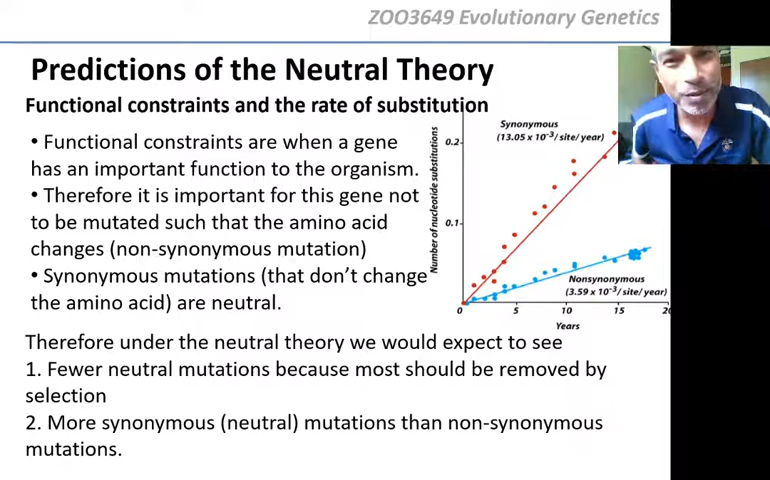 ZOO3649 Evolutionary Genetics
Predictions of the Neutral Theory
Functional constraints and the rate of substitution
• Functional constraints are when a gene
has an important function to the organism.
• Therefore it is important for this gene not
to be mutated such that the amino acid
changes (non-synonymous mutation)
• Synonymous mutations (that don't change
the amino acid) are neutral.
Number of nucleotide substitutions
0.2
0.1
Synonymous
(13.05 x 10⁻³/site/year)
Nonsynonymous
(3.59 x 10⁻³/site/year)
0 5 10 15 20
Years
Therefore under the neutral theory we would expect to see
1. Fewer neutral mutations because most should be removed by
selection
2. More synonymous (neutral) mutations than non-synonymous
mutations.